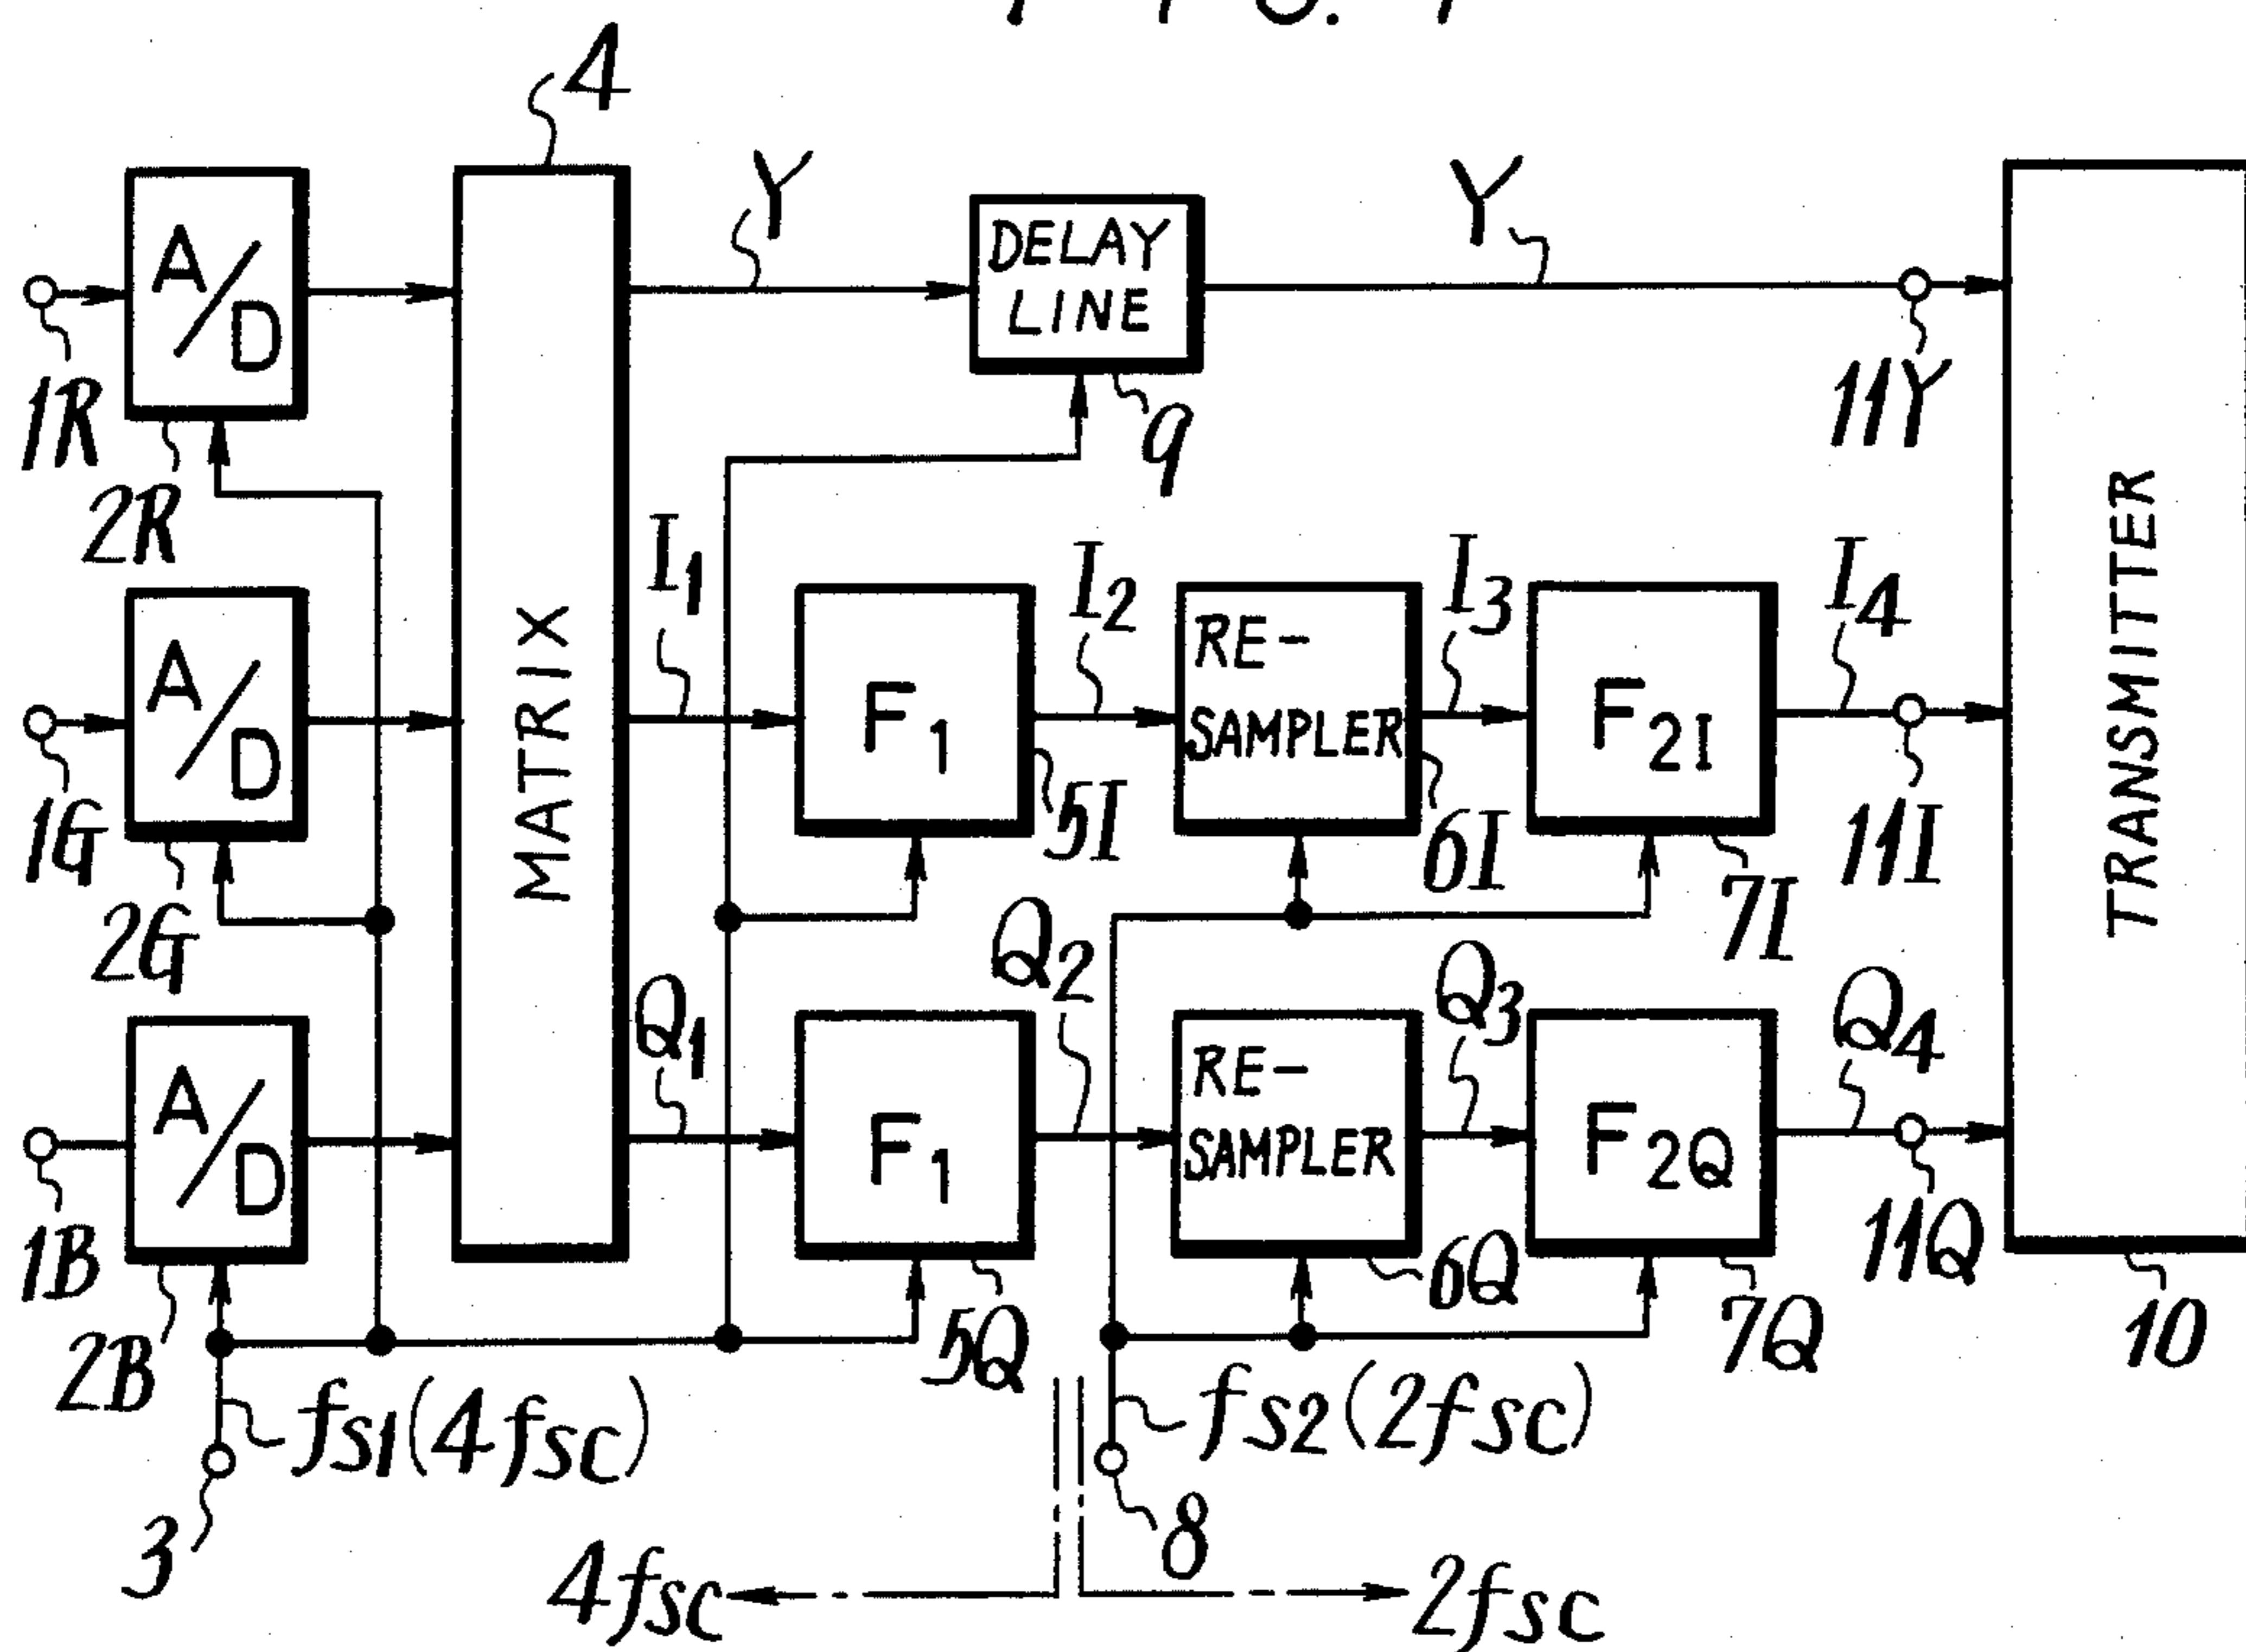 4
Y
Y
A/D
DELAY
LINE
1R
2R
9
11Y
I1
I2
I3
I4
A/D
MATRIX
F1
RE-
SAMPLER
F2I
TRANSMITTER
1G
2G
5I
6I
7I
11I
Q1
Q2
Q3
Q4
A/D
F1
RE-
SAMPLER
F2Q
1B
2B
5Q
6Q
7Q
11Q
10
fS1(4fSC)
fS2(2fSC)
3
8
4fSC
2fSC